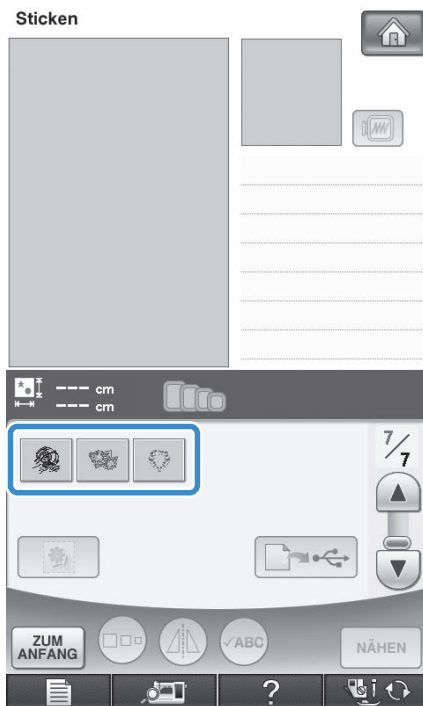 Sticken
--- cm
--- cm
7/7
ZUM
ANFANG
ABC
NÄHEN
?